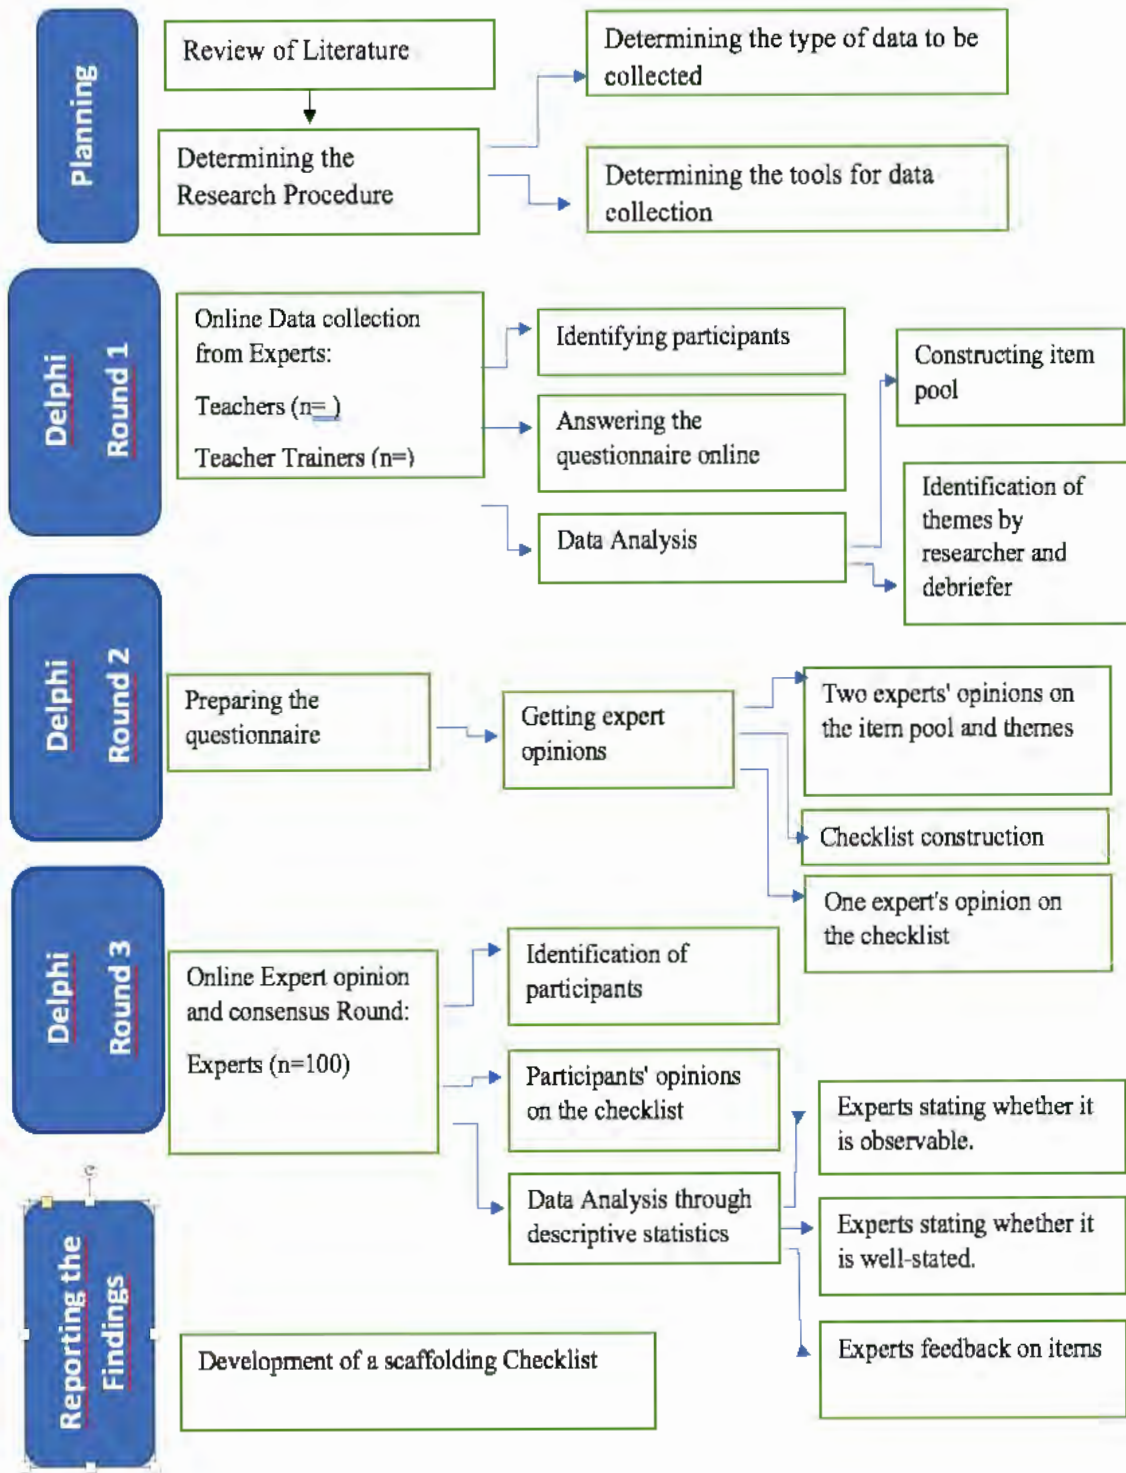 Planning
Review of Literature
Determining the
Research Procedure
Determining the type of data to be
collected
Determining the tools for data
collection
Delphi
Round 1
Online Data collection
from Experts:
Teachers (n= )
Teacher Trainers (n=)
Identifying participants
Answering the
questionnaire online
Data Analysis
Constructing item
pool
Identification of
themes by
researcher and
debriefer
Delphi
Round 2
Preparing the
questionnaire
Getting expert
opinions
Two experts' opinions on
the item pool and themes
Checklist construction
One expert's opinion on
the checklist
Delphi
Round 3
Online Expert opinion
and consensus Round:
Experts (n=100)
Identification of
participants
Participants' opinions
on the checklist
Data Analysis through
descriptive statistics
Experts stating whether it
is observable.
Experts stating whether it
is well-stated.
Experts feedback on items
Reporting the
Findings
Development of a scaffolding Checklist